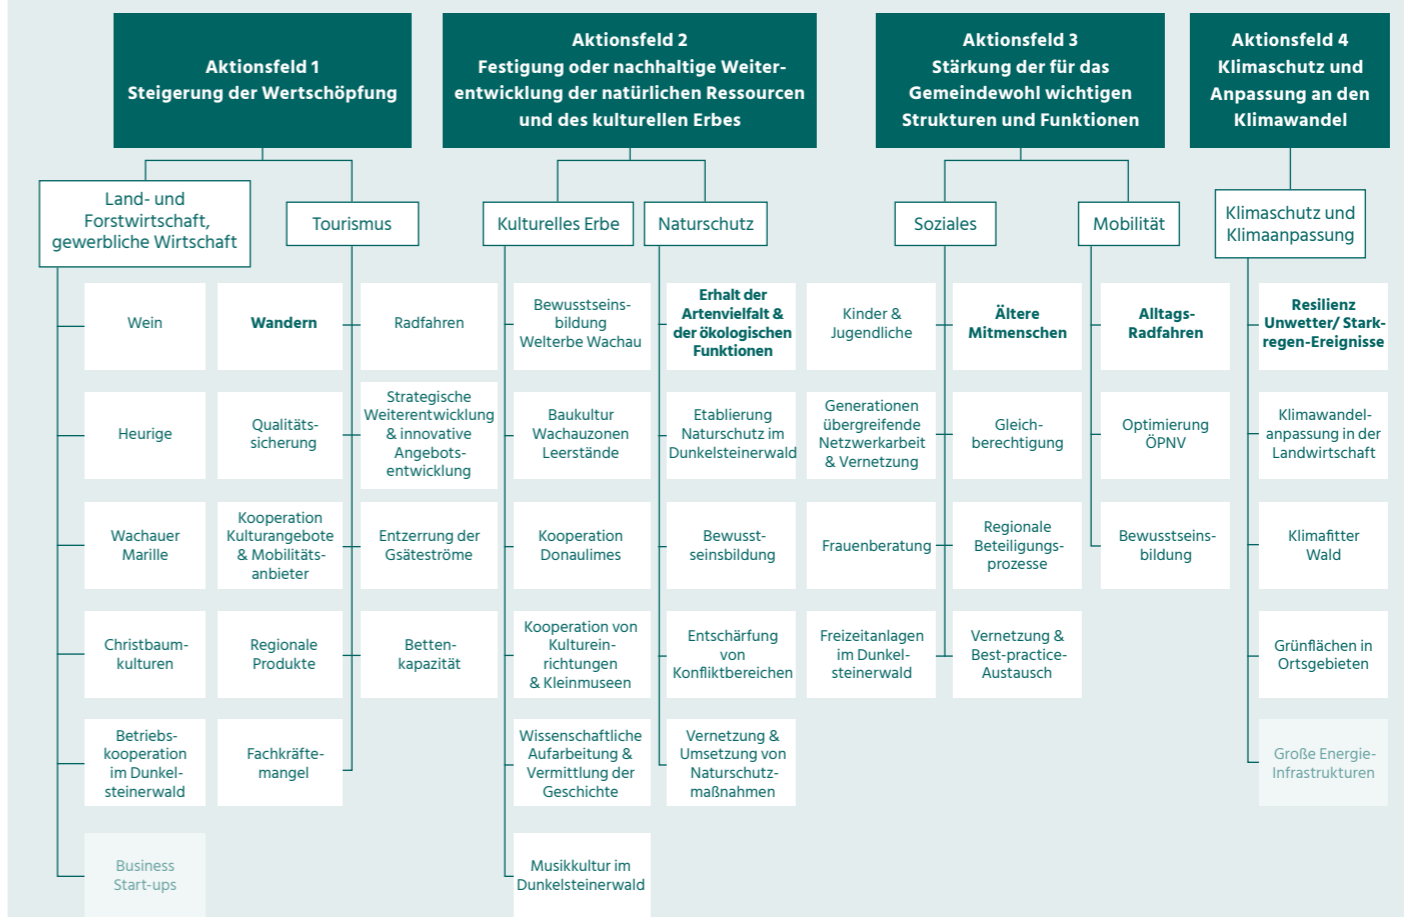 Aktionsfeld 1
Steigerung der Wertschöpfung
Aktionsfeld 2
Festigung oder nachhaltige Weiter-
entwicklung der natürlichen Ressourcen
und des kulturellen Erbes
Aktionsfeld 3
Stärkung der für das
Gemeindewohl wichtigen
Strukturen und Funktionen
Aktionsfeld 4
Klimaschutz und
Anpassung an den
Klimawandel
Land- und
Forstwirtschaft,
gewerbliche Wirtschaft
Tourismus
Kulturelles Erbe
Naturschutz
Soziales
Mobilität
Klimaschutz und
Klimaanpassung
Wein
Wandern
Radfahren
Bewusstseins-
bildung
Welterbe Wachau
Erhalt der
Artenvielfalt &
der ökologischen
Funktionen
Kinder &
Jugendliche
Ältere
Mitmenschen
Alltags-
Radfahren
Resilienz
Unwetter/ Stark-
regen-Ereignisse
Heurige
Qualitäts-
sicherung
Strategische
Weiterentwicklung
& innovative
Angebots-
entwicklung
Baukultur
Wachauzonen
Leerstände
Etablierung
Naturschutz im
Dunkelsteinerwald
Generationen
übergreifende
Netzwerkarbeit
& Vernetzung
Gleich-
berechtigung
Optimierung
ÖPNV
Klimawandel-
anpassung in der
Landwirtschaft
Wachauer
Marille
Kooperation
Kulturangebote
& Mobilitäts-
anbieter
Entzerrung der
Gsäteströme
Kooperation
Donaulimes
Bewusst-
seinsbildung
Frauenberatung
Regionale
Beteiligungs-
prozesse
Bewusstseins-
bildung
Klimafitter
Wald
Christbaum-
kulturen
Regionale
Produkte
Betten-
kapazität
Kooperation von
Kulturein-
richtungen
& Kleinmuseen
Entschärfung
von
Konfliktbereichen
Freizeitanlagen
im Dunkel-
steinerwald
Vernetzung &
Best-practice-
Austausch
Grünflächen in
Ortsgebieten
Betriebs-
kooperation
im Dunkel-
steinerwald
Fachkräfte-
mangel
Wissenschaftliche
Aufarbeitung &
Vermittlung der
Geschichte
Vernetzung &
Umsetzung von
Naturschutz-
maßnahmen
Große Energie-
Infrastrukturen
Business
Start-ups
Musikkultur im
Dunkelsteinerwald